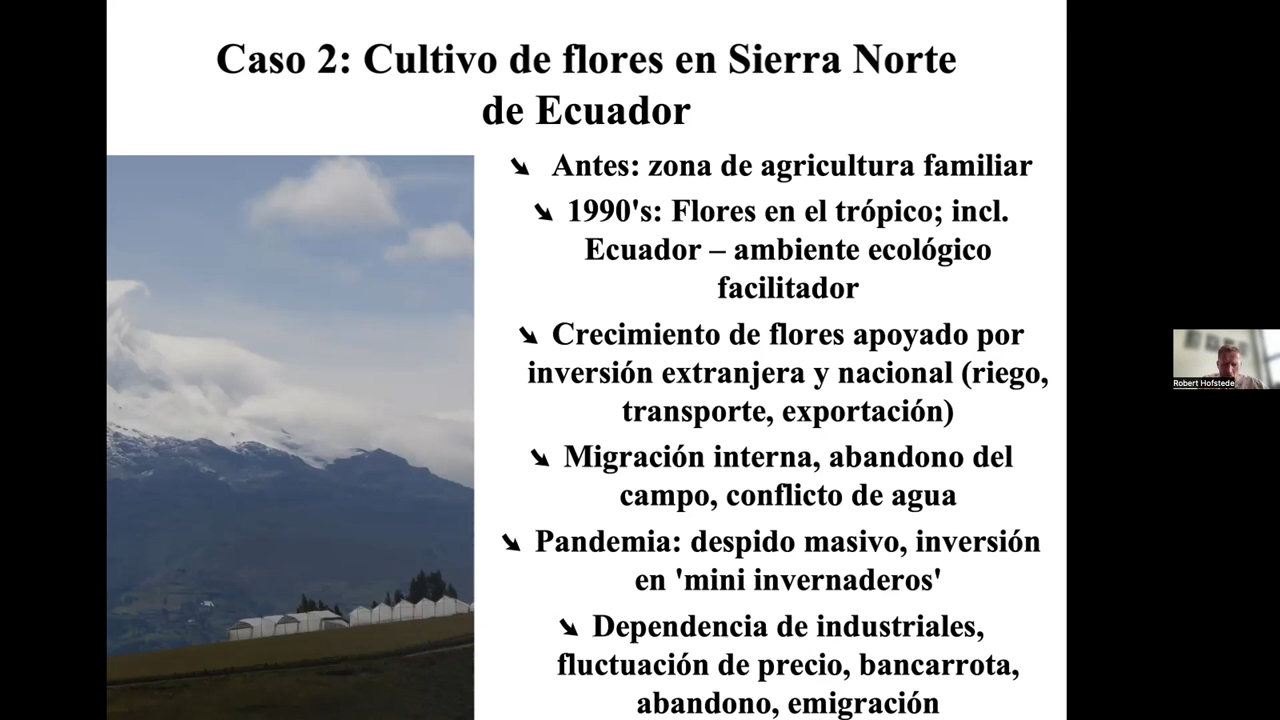 Caso 2: Cultivo de flores en Sierra Norte
de Ecuador
➘ Antes: zona de agricultura familiar
➘ 1990's: Flores en el trópico; incl.
Ecuador – ambiente ecológico
facilitador
➘ Crecimiento de flores apoyado por
inversión extranjera y nacional (riego,
transporte, exportación)
➘ Migración interna, abandono del
campo, conflicto de agua
➘ Pandemia: despido masivo, inversión
en 'mini invernaderos'
➘ Dependencia de industriales,
fluctuación de precio, bancarrota,
abandono, emigración
Robert Hofstede